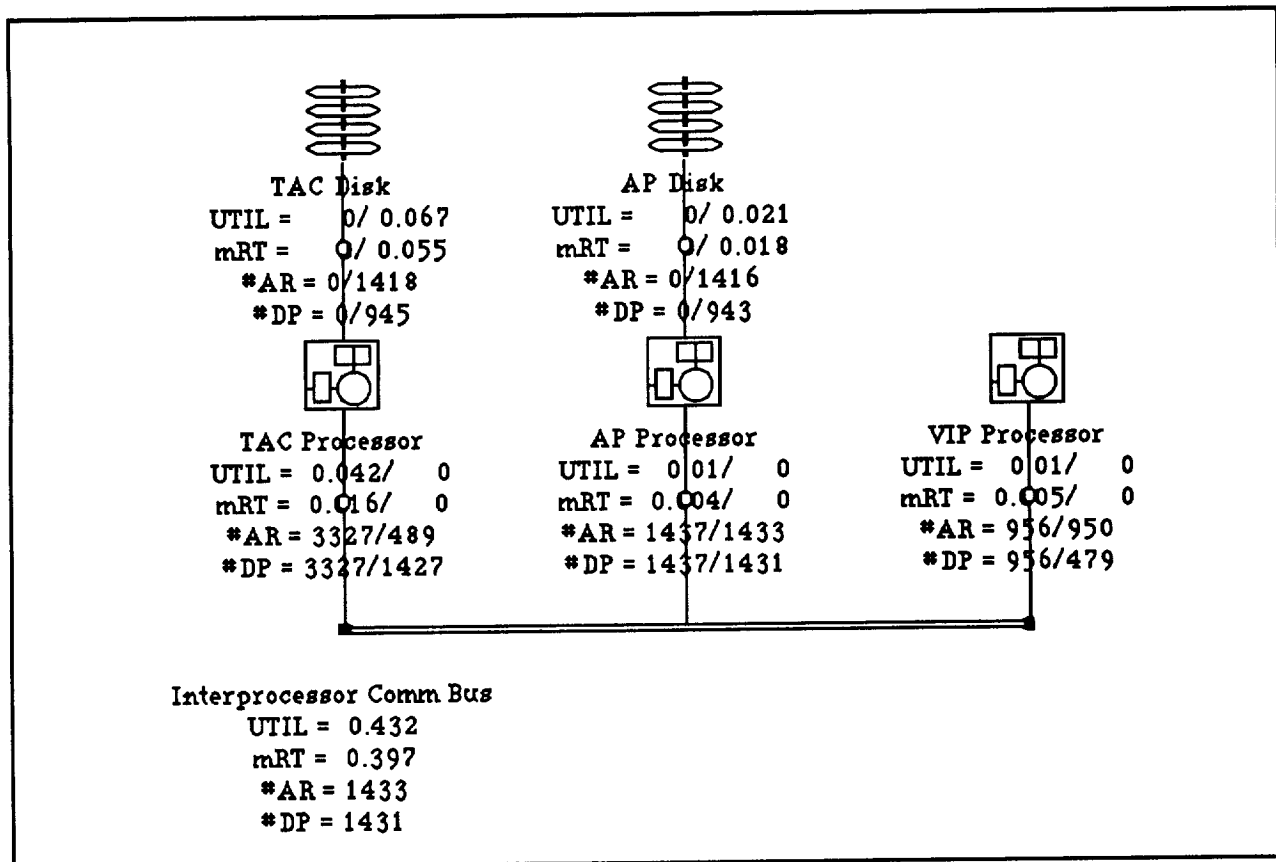 TAC Disk
UTIL = 0/ 0.067
mRT = 0/ 0.055
#AR = 0/1418
#DP = 0/945
AP Disk
UTIL = 0/ 0.021
mRT = 0/ 0.018
#AR = 0/1416
#DP = 0/943
TAC Processor
UTIL = 0.042/ 0
mRT = 0.016/ 0
#AR = 3327/489
#DP = 3327/1427
AP Processor
UTIL = 0.01/ 0
mRT = 0.004/ 0
#AR = 1437/1433
#DP = 1437/1431
VIP Processor
UTIL = 0.01/ 0
mRT = 0.005/ 0
#AR = 956/950
#DP = 956/479
Interprocessor Comm Bus
UTIL = 0.432
mRT = 0.397
#AR = 1433
#DP = 1431